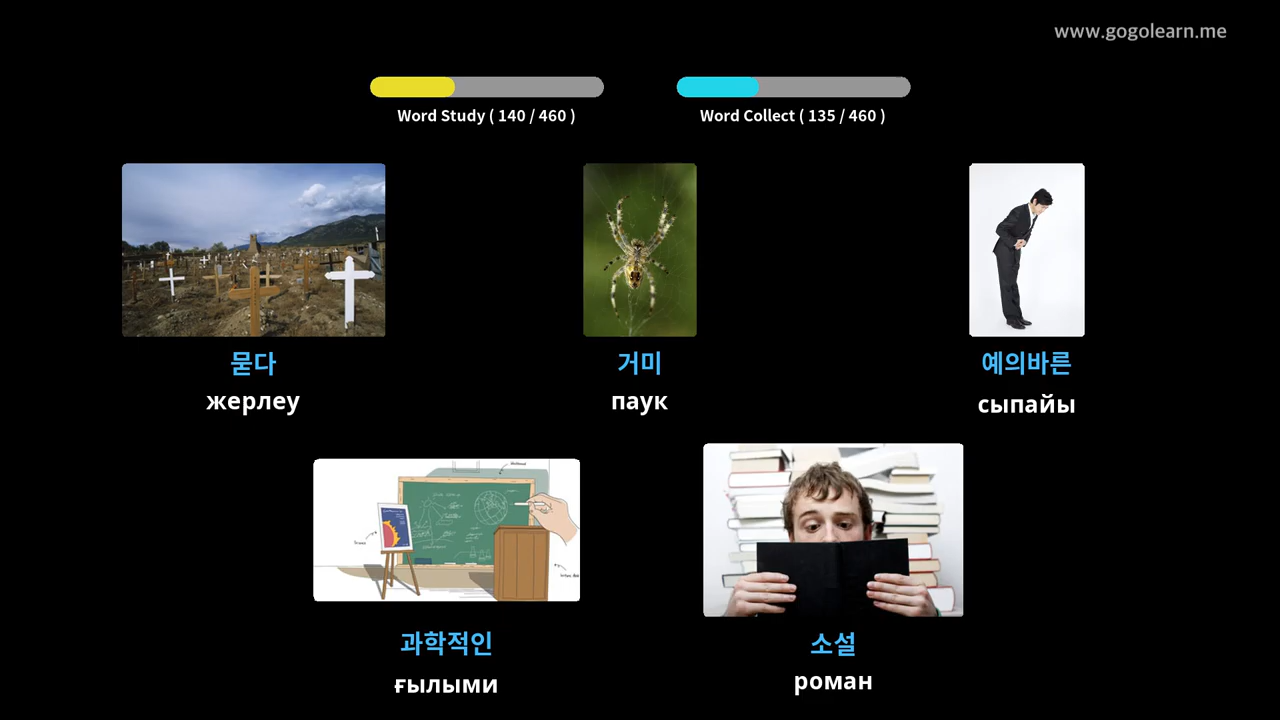 www.gogolearn.me
Word Study ( 140 / 460 )
Word Collect ( 135 / 460 )
묻다
жерлеу
거미
паук
예의바른
сыпайы
과학적인
ғылыми
소설
роман